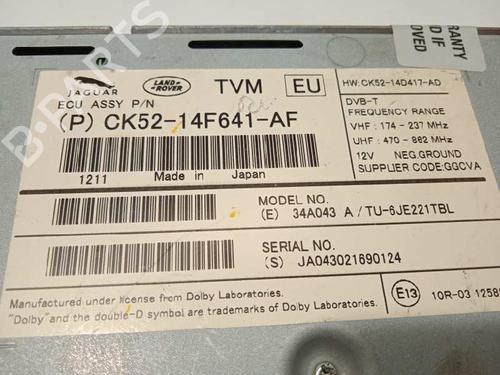 RRANTY
D IF
OVED
JAGUAR
LAND ROVER
TVM
EU
HW:CK52-14D417-AD
ECU ASSY P/N
(P) CK52-14F641-AF
DVB-T
FREQUENCY RANGE
VHF: 174 - 237 MHz
UHF: 470 - 862 MHz
12V NEG.GROUND
SUPPLIER CODE:GGCVA
1211 Made in Japan
MODEL NO.
(E) 34A043 A/TU-6JE221TBL
SERIAL NO.
(S) JA043021690124
Manufactured under license from Dolby Laboratories.
"Dolby" and the double-D symbol are trademarks of Dolby Laboratories.
E13
10R-03 1258
B-PARTS